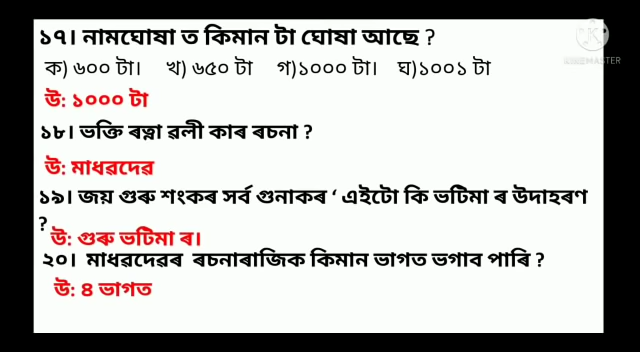 ১৭। নামঘোষা ত কিমান টা ঘোষা আছে ?
ক) ৬০০ টা। খ) ৬৫০ টা গ)১০০০ টা। ঘ)১০০১ টা
উ: ১০০০ টা
১৮। ভক্তি ৰত্না ৱলী কাৰ ৰচনা ?
উ: মাধৱদেৱ
১৯। জয় গুৰু শংকৰ সৰ্ব গুনাকৰ ‘ এইটো কি ভটিমা ৰ উদাহৰণ
?
উ: গুৰু ভটিমা ৰ।
২০। মাধৱদেৱৰ ৰচনাৰাজিক কিমান ভাগত ভগাব পাৰি ?
উ: ৪ ভাগত
KINEMASTER